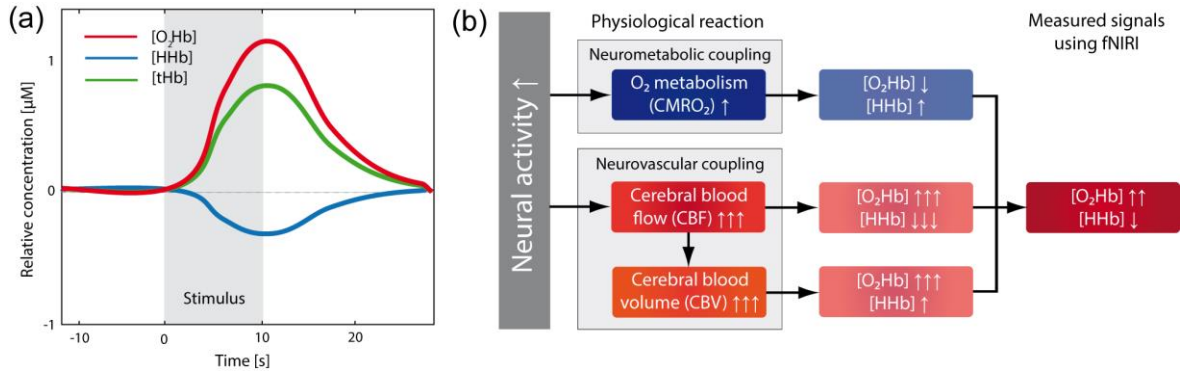 (a)
[O₂Hb]
[HHb]
[tHb]
Relative concentration [μM]
1
0
-1
Stimulus
-10
0
10
20
Time [s]
(b)
Neural activity ↑
Physiological reaction
Neurometabolic coupling
O₂ metabolism
(CMRO₂) ↑
[O₂Hb] ↓
[HHb] ↑
Neurovascular coupling
Cerebral blood
flow (CBF) ↑↑↑
[O₂Hb] ↑↑↑
[HHb] ↓↓↓
Cerebral blood
volume (CBV) ↑↑↑
[O₂Hb] ↑↑↑
[HHb] ↑
Measured signals
using fNIRI
[O₂Hb] ↑↑
[HHb] ↓